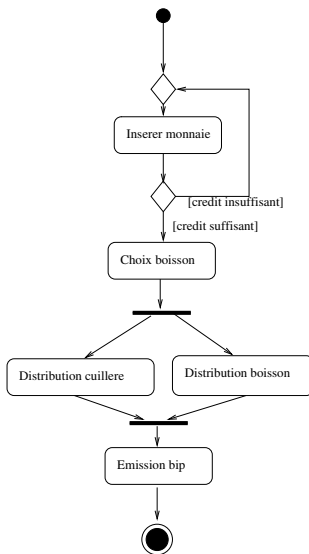 Inserer monnaie
[credit insuffisant]
[credit suffisant]
Choix boisson
Distribution cuillere
Distribution boisson
Emission bip